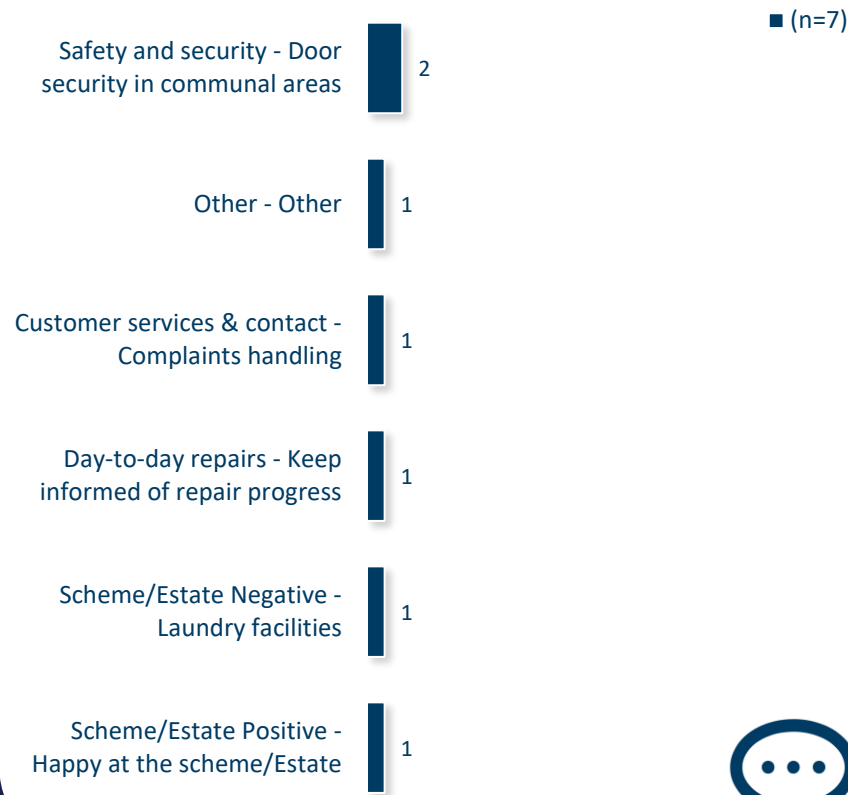 (n=7)
Safety and security - Door
security in communal areas
2
Other - Other
1
Customer services & contact -
Complaints handling
1
Day-to-day repairs - Keep
informed of repair progress
1
Scheme/Estate Negative -
Laundry facilities
1
Scheme/Estate Positive -
Happy at the scheme/Estate
1